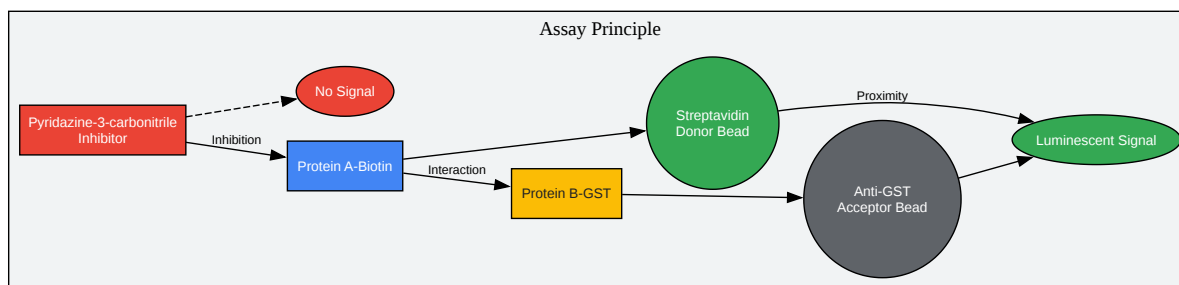 Assay Principle
No Signal
Pyridazine-3-carbonitrile
Inhibitor
Inhibition
Protein A-Biotin
Interaction
Protein B-GST
Streptavidin
Donor Bead
Proximity
Anti-GST
Acceptor Bead
Luminescent Signal